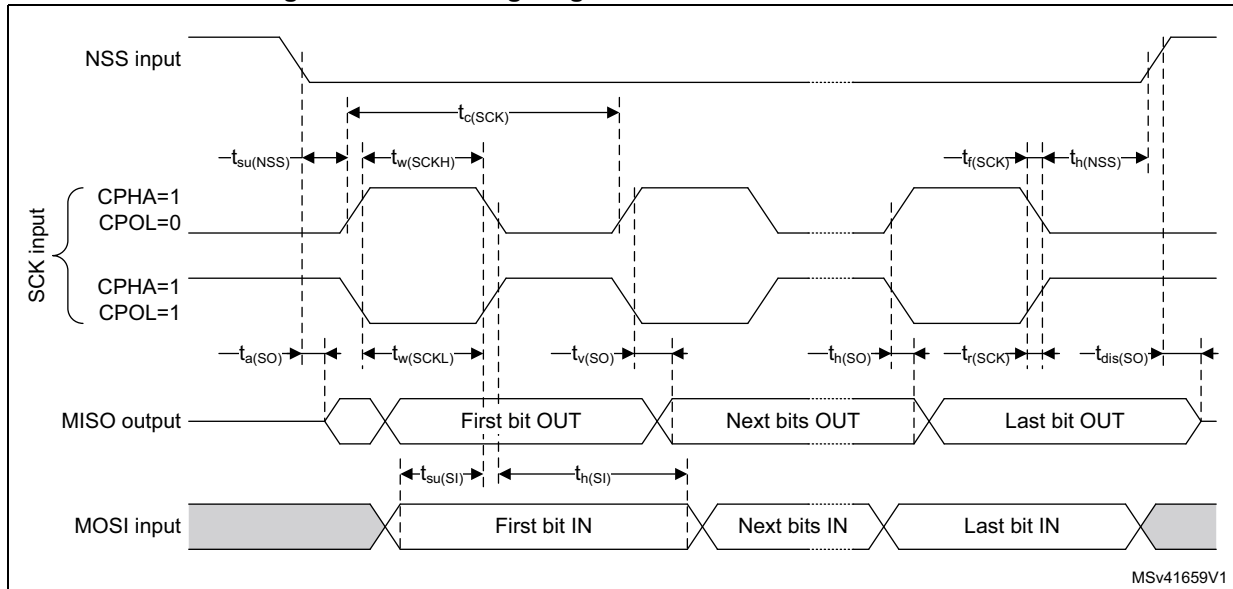 NSS input
tc(SCK)
tsu(NSS) tw(SCKH) tf(SCK) th(NSS)
SCK input
CPHA=1
CPOL=0
CPHA=1
CPOL=1
ta(SO) tw(SCKL) tv(SO) th(SO) tr(SCK) tdis(SO)
MISO output First bit OUT Next bits OUT Last bit OUT
tsu(SI) th(SI)
MOSI input First bit IN Next bits IN Last bit IN
MSv41659V1